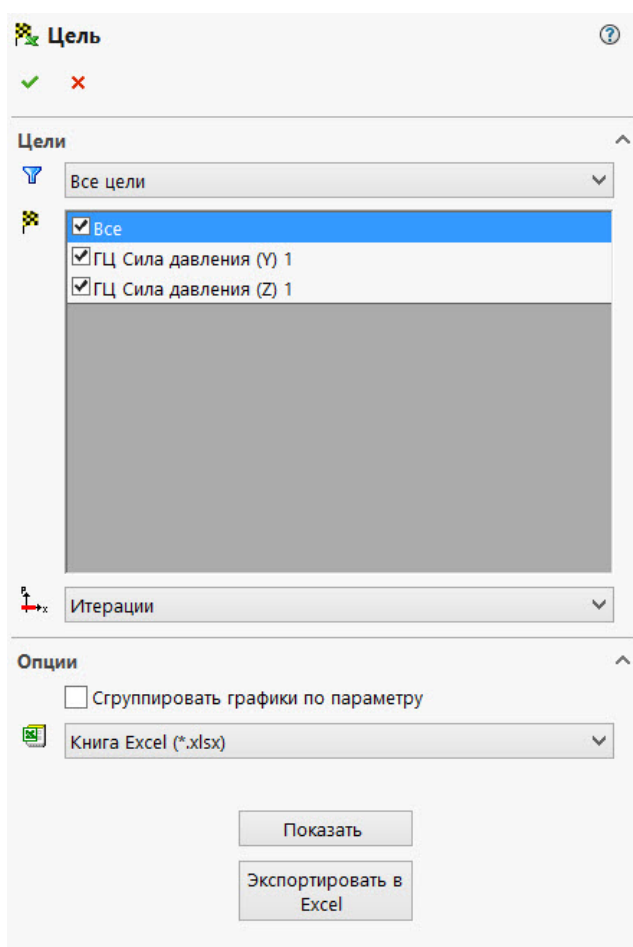 Цель
Цели
Все цели
Все
ГЦ Сила давления (Y) 1
ГЦ Сила давления (Z) 1
Итерации
Опции
Сгруппировать графики по параметру
Книга Excel (*.xlsx)
Показать
Экспортировать в
Excel